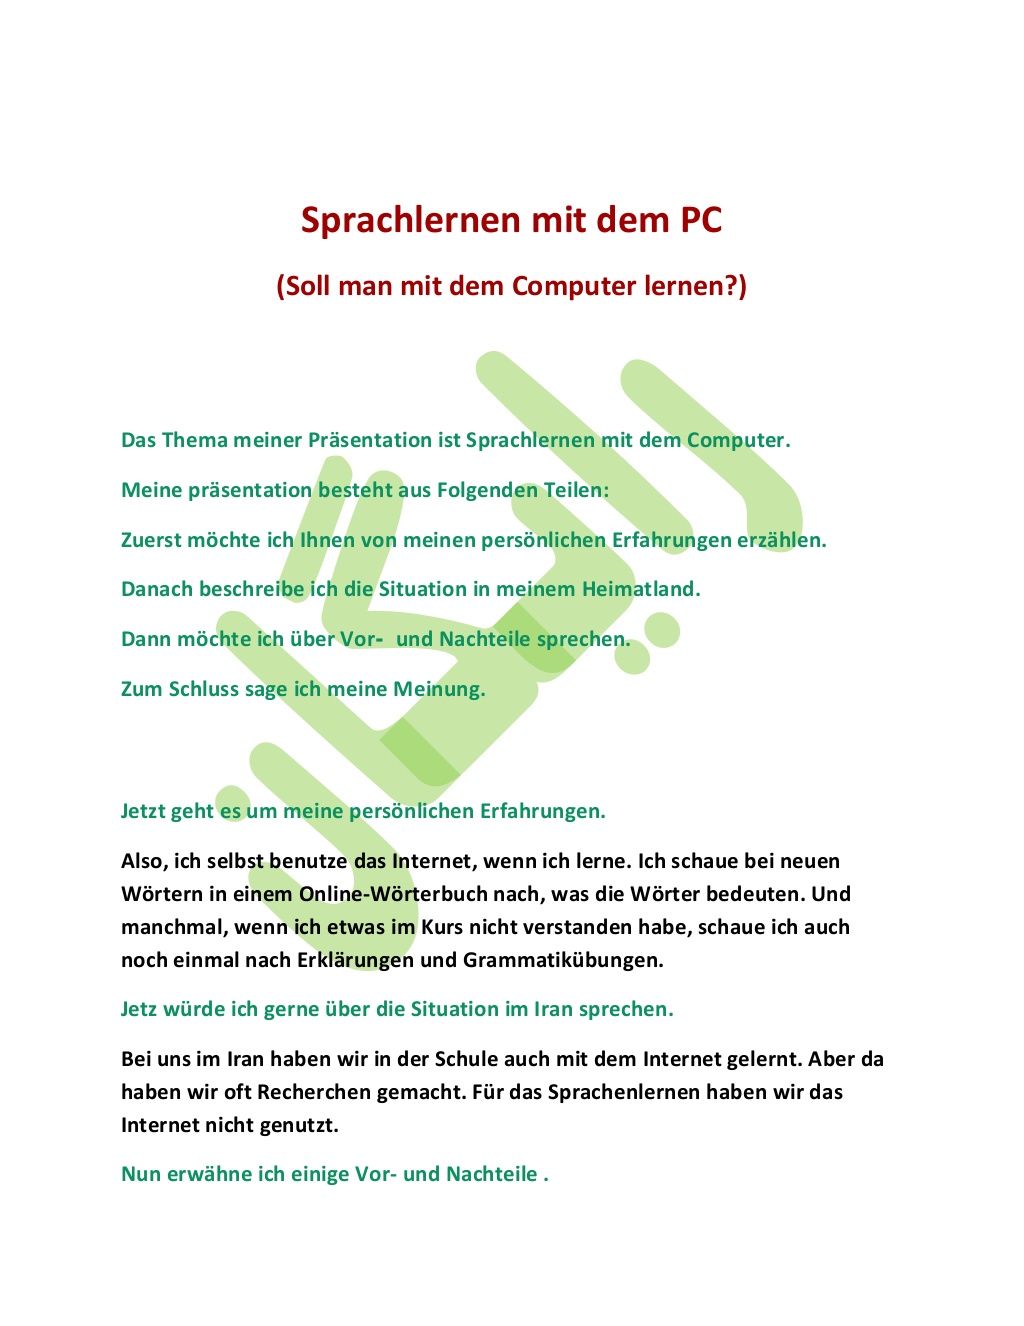 Sprachlernen mit dem PC
(Soll man mit dem Computer lernen?)
Das Thema meiner Präsentation ist Sprachlernen mit dem Computer.
Meine präsentation besteht aus Folgenden Teilen:
Zuerst möchte ich Ihnen von meinen persönlichen Erfahrungen erzählen.
Danach beschreibe ich die Situation in meinem Heimatland.
Dann möchte ich über Vor-  und Nachteile sprechen.
Zum Schluss sage ich meine Meinung.
Jetzt geht es um meine persönlichen Erfahrungen.
Also, ich selbst benutze das Internet, wenn ich lerne. Ich schaue bei neuen
Wörtern in einem Online-Wörterbuch nach, was die Wörter bedeuten. Und
manchmal, wenn ich etwas im Kurs nicht verstanden habe, schaue ich auch
noch einmal nach Erklärungen und Grammatikübungen.
Jetz würde ich gerne über die Situation im Iran sprechen.
Bei uns im Iran haben wir in der Schule auch mit dem Internet gelernt. Aber da
haben wir oft Recherchen gemacht. Für das Sprachenlernen haben wir das
Internet nicht genutzt.
Nun erwähne ich einige Vor- und Nachteile .